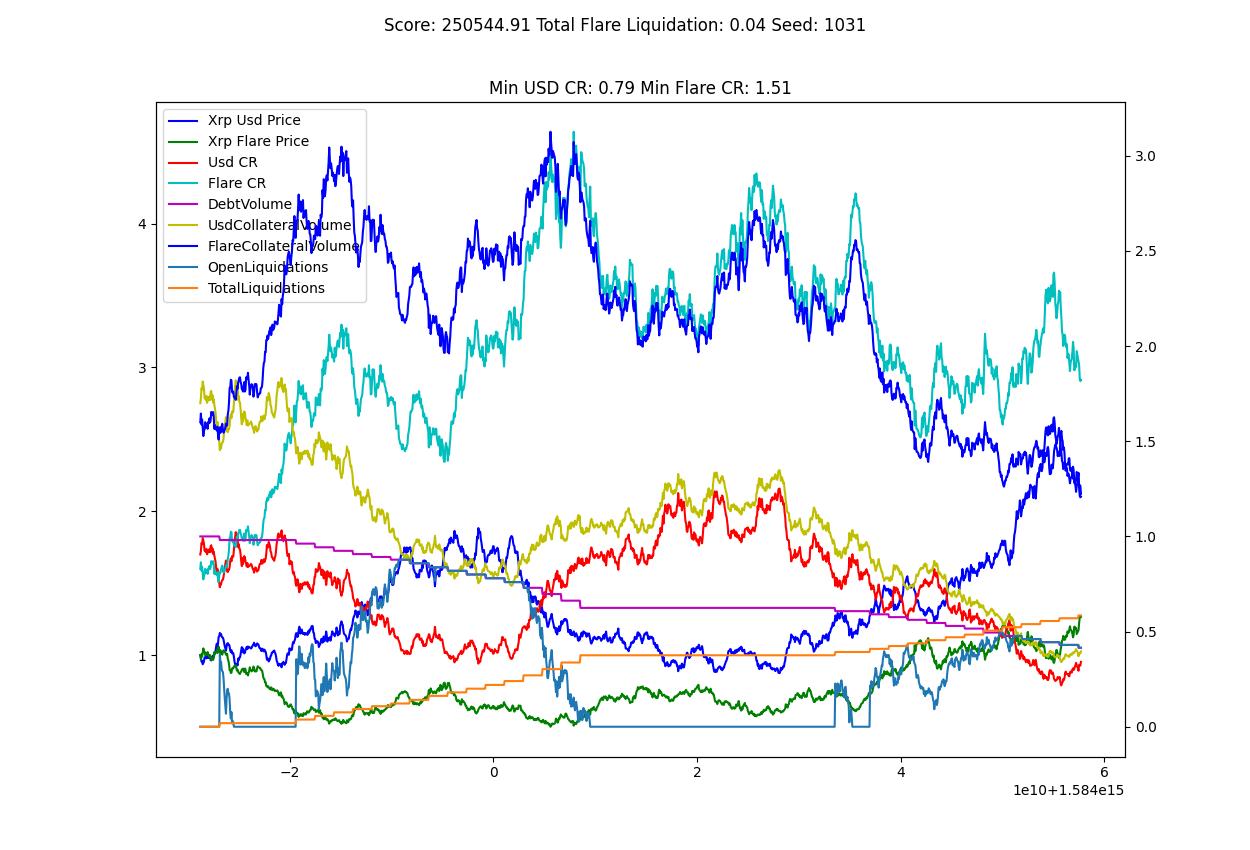 Score: 250544.91 Total Flare Liquidation: 0.04 Seed: 1031
Min USD CR: 0.79 Min Flare CR: 1.51
Xrp Usd Price
Xrp Flare Price
Usd CR
Flare CR
DebtVolume
UsdCollateralVolume
FlareCollateralVolume
OpenLiquidations
TotalLiquidations
4
3
2
1
3.0
2.5
2.0
1.5
1.0
0.5
0.0
−2
0
2
4
6
1e10+1.584e15